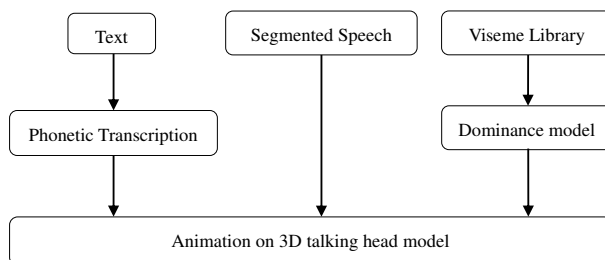 Text
Segmented Speech
Viseme Library
Phonetic Transcription
Dominance model
Animation on 3D talking head model